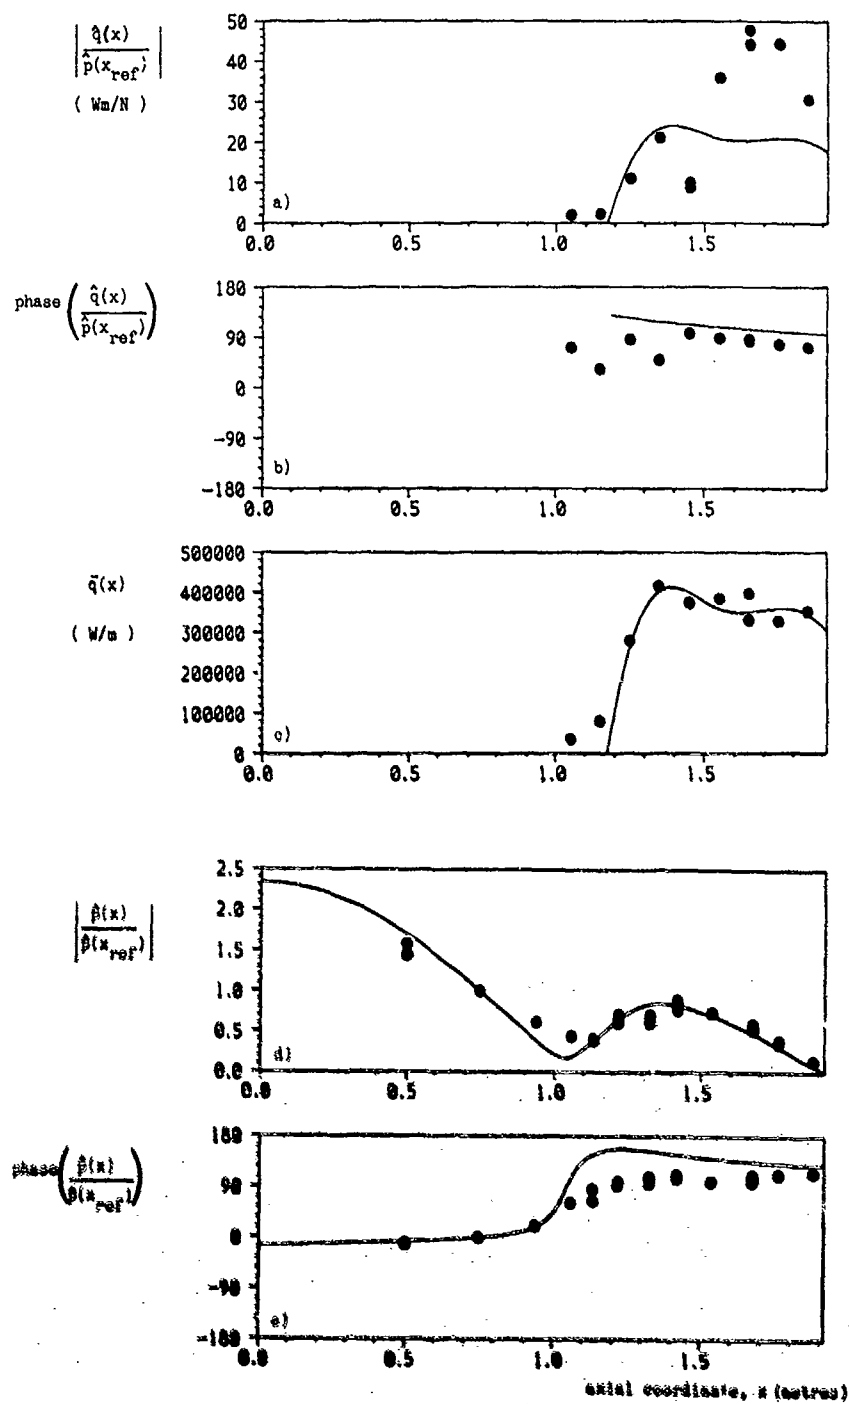 50
| q̂(x) / p̂(x_ref) |
40
( Wm/N )
30
20
10
a)
0
0.0 0.5 1.0 1.5
180
phase ( q̂(x) / p̂(x_ref) )
90
0
-90
b)
-180
0.0 0.5 1.0 1.5
500000
q̄(x)
400000
( W/m )
300000
200000
100000
c)
0
0.0 0.5 1.0 1.5
2.5
| p̂(x) / p̂(x_ref) |
2.0
1.5
1.0
0.5
d)
0.0
0.0 0.5 1.0 1.5
180
phase ( p̂(x) / p̂(x_ref) )
90
0
-90
e)
-180
0.0 0.5 1.0 1.5
axial coordinate, x (metres)